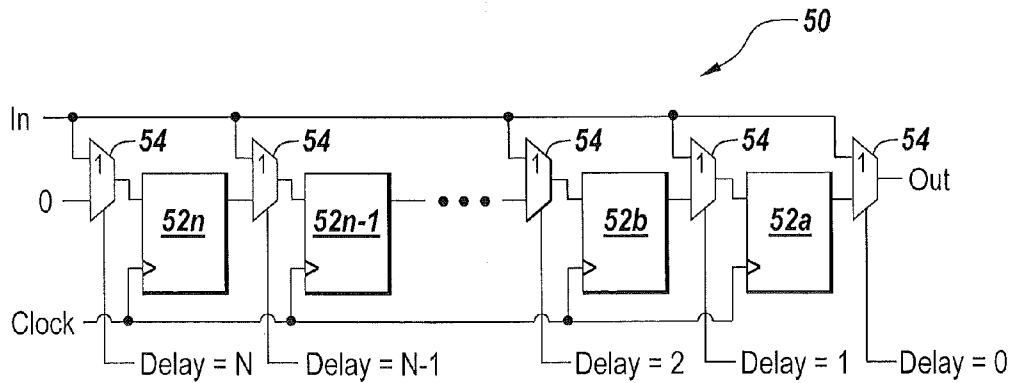 50
In
54 54 54 54 54
1 1 1 1 1
0 Out
52n 52n-1 52b 52a
Clock
Delay = N Delay = N-1 Delay = 2 Delay = 1 Delay = 0